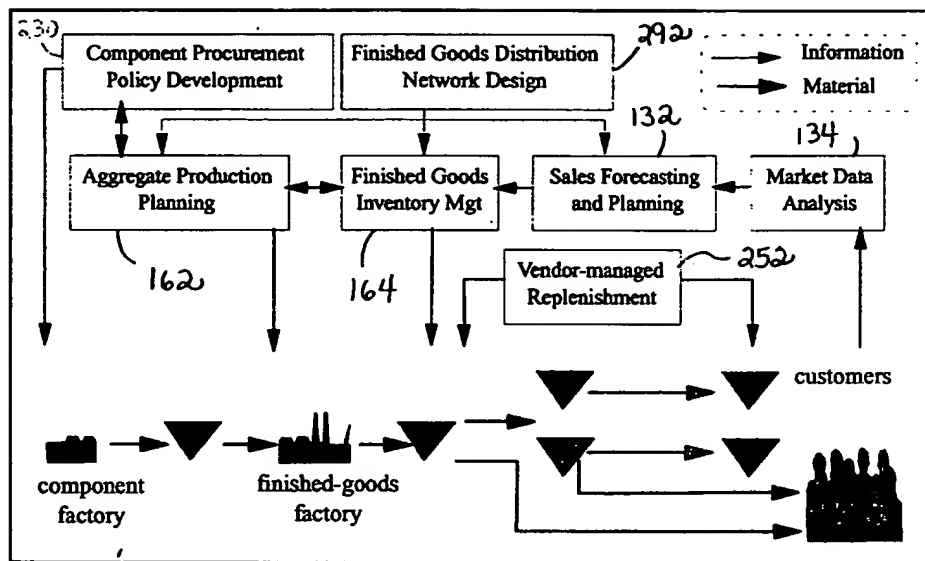 230
Component Procurement
Policy Development
Finished Goods Distribution
Network Design
292
Information
Material
132
134
Aggregate Production
Planning
Finished Goods
Inventory Mgt
Sales Forecasting
and Planning
Market Data
Analysis
162
164
Vendor-managed
Replenishment
252
customers
component
factory
finished-goods
factory